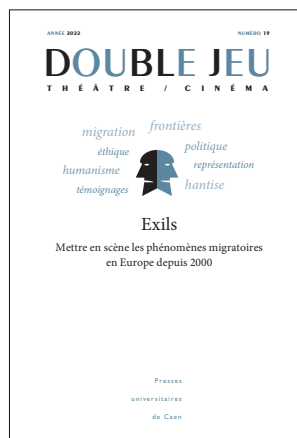 ANNÉE 2022 NUMÉRO 19
DOUBLE JEU
THÉÂTRE / CINÉMA
migration frontières
éthique politique
humanisme représentation
témoignages hantise
Exils
Mettre en scène les phénomènes migratoires
en Europe depuis 2000
Presses
universitaires
de Caen